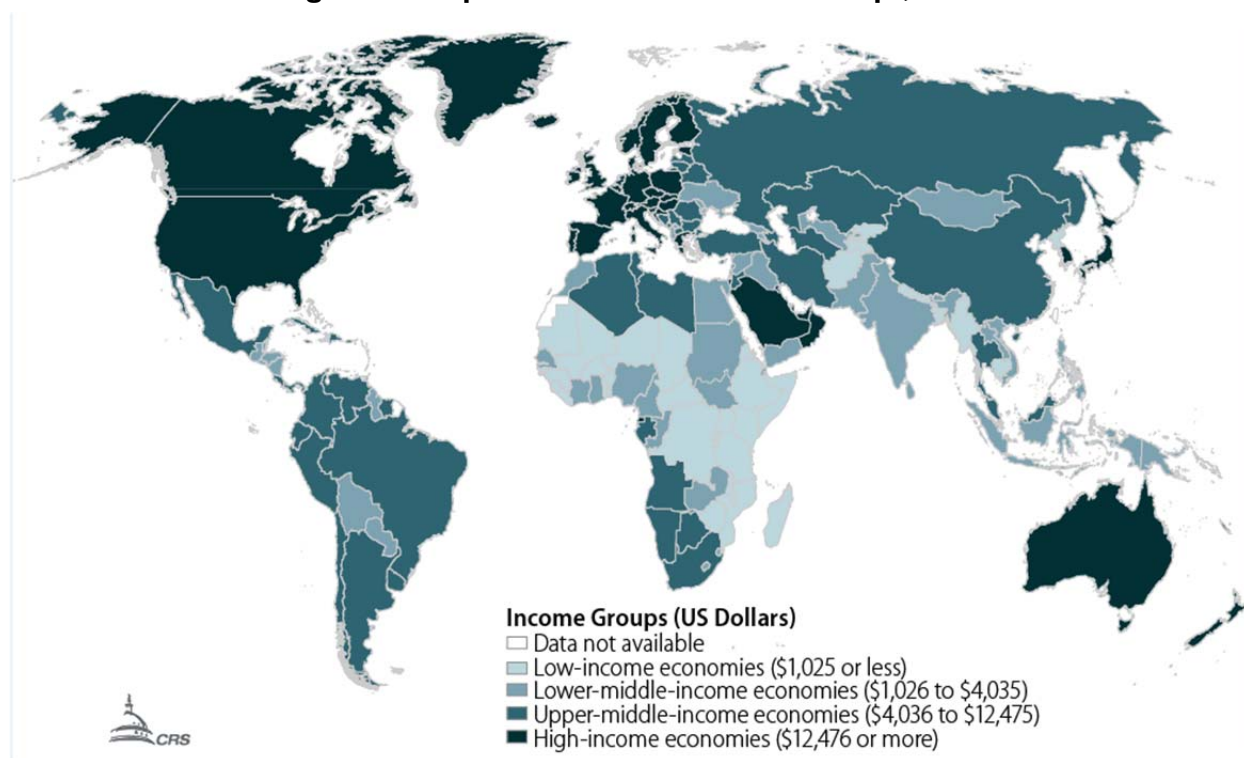 Income Groups (US Dollars)
Data not available
Low-income economies ($1,025 or less)
Lower-middle-income economies ($1,026 to $4,035)
Upper-middle-income economies ($4,036 to $12,475)
High-income economies ($12,476 or more)
CRS